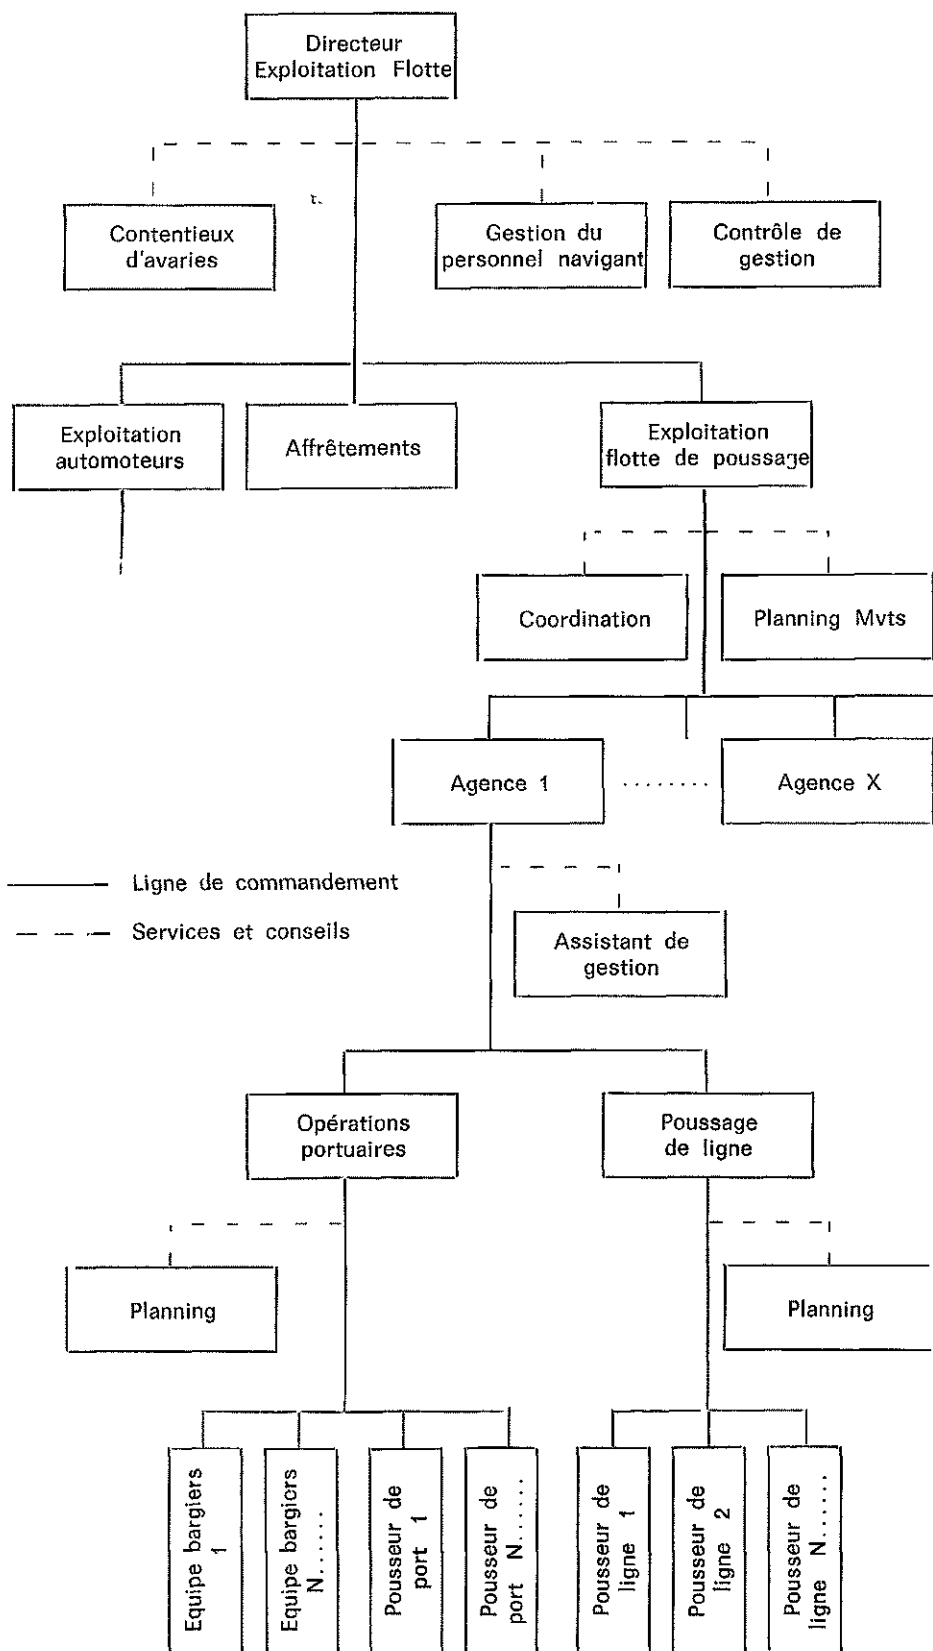 Directeur
Exploitation Flotte
Contentieux
d'avaries
Gestion du
personnel navigant
Contrôle de
gestion
Exploitation
automoteurs
Affrêtements
Exploitation
flotte de poussage
Coordination
Planning Mvts
Agence 1
........
Agence X
Ligne de commandement
Services et conseils
Assistant de
gestion
Opérations
portuaires
Poussage
de ligne
Planning
Planning
Equipe bargiers
1
Equipe bargiers
N......
Pousseur de
port 1
Pousseur de
port N......
Pousseur de
ligne 1
Pousseur de
ligne 2
Pousseur de
ligne N......